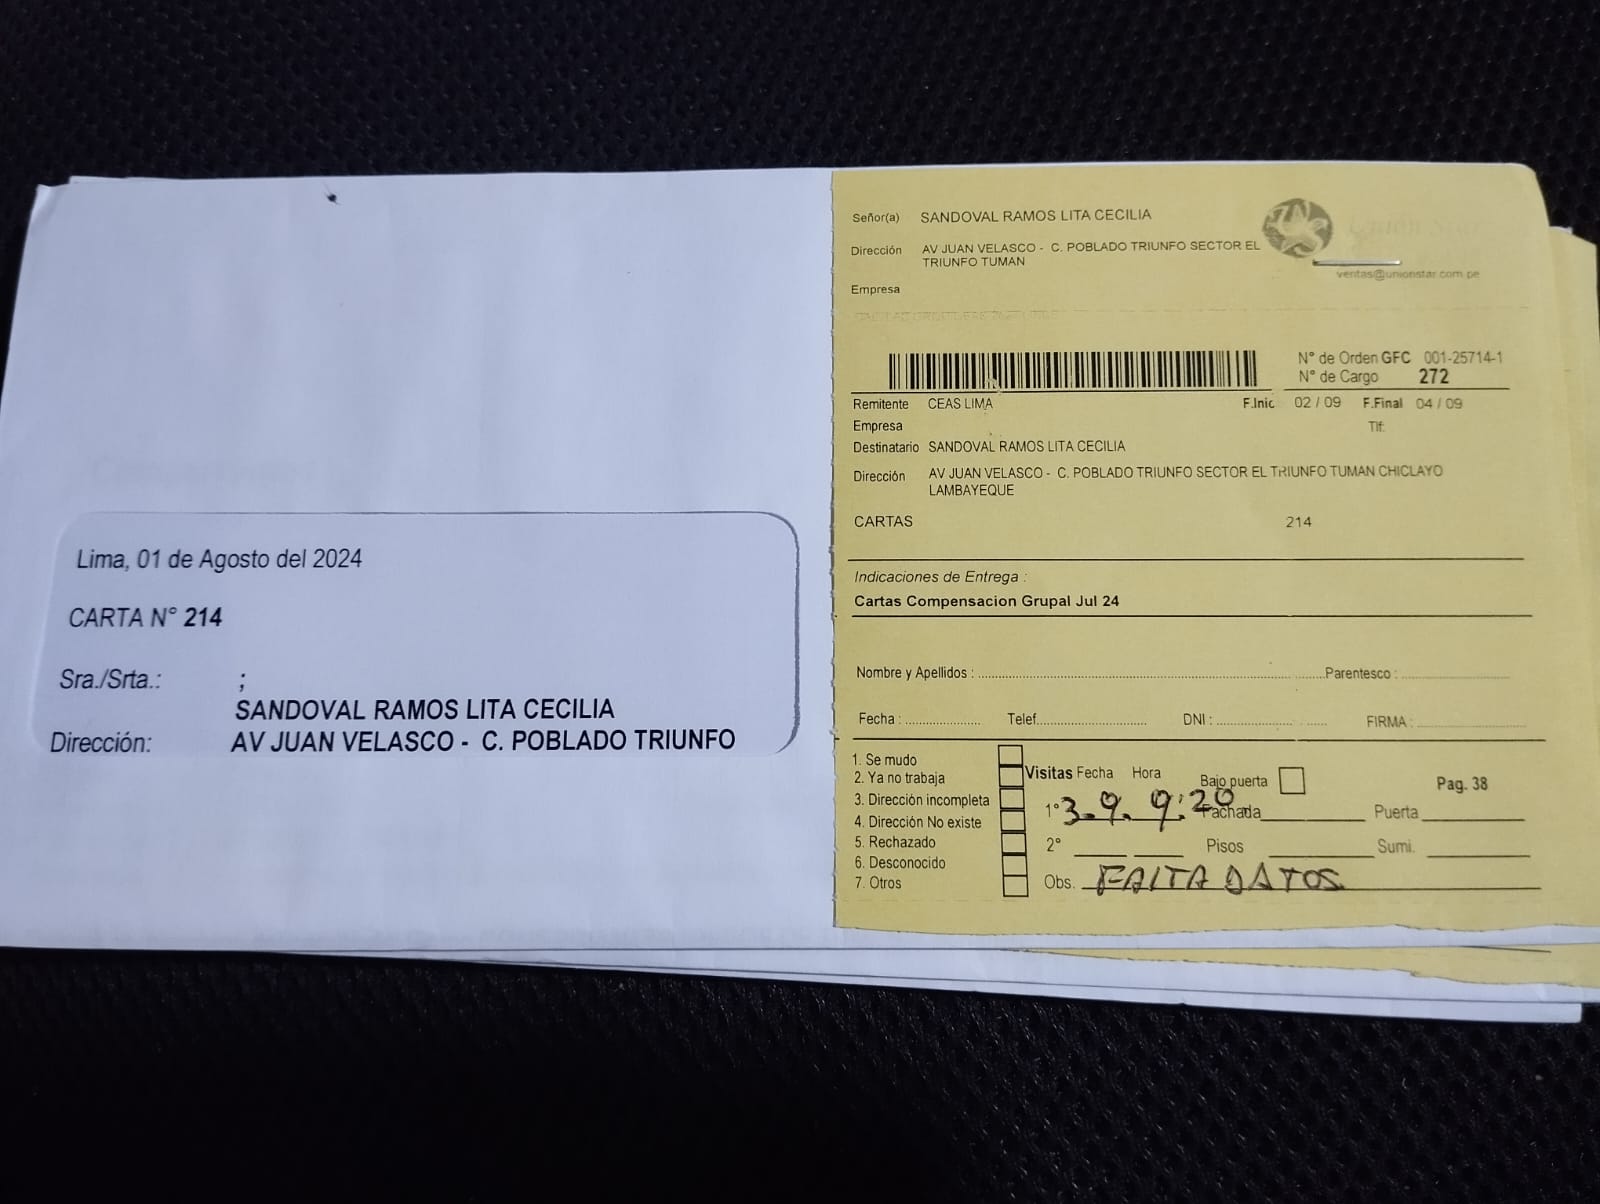 Lima, 01 de Agosto del 2024
CARTA N° 214
Sra./Srta.: ;
SANDOVAL RAMOS LITA CECILIA
Dirección: AV JUAN VELASCO - C. POBLADO TRIUNFO
Señor(a) SANDOVAL RAMOS LITA CECILIA
Dirección AV JUAN VELASCO - C. POBLADO TRIUNFO SECTOR EL
TRIUNFO TUMAN
ventas@unionstar.com.pe
Empresa
N° de Orden GFC 001-25714-1
N° de Cargo 272
Remitente CEAS LIMA F.Inic 02 / 09 F.Final 04 / 09
Empresa Tlf:
Destinatario SANDOVAL RAMOS LITA CECILIA
Dirección AV JUAN VELASCO - C. POBLADO TRIUNFO SECTOR EL TRIUNFO TUMAN CHICLAYO
LAMBAYEQUE
CARTAS 214
Indicaciones de Entrega :
Cartas Compensacion Grupal Jul 24
Nombre y Apellidos : Parentesco :
Fecha : Telef. DNI : FIRMA :
1. Se mudo
2. Ya no trabaja
3. Dirección incompleta
4. Dirección No existe
5. Rechazado
6. Desconocido
7. Otros
Visitas Fecha Hora Bajo puerta Pag. 38
1° 3.9. 9:20 Fachada Puerta
2° Pisos Sumi.
Obs. FALTA DATOS